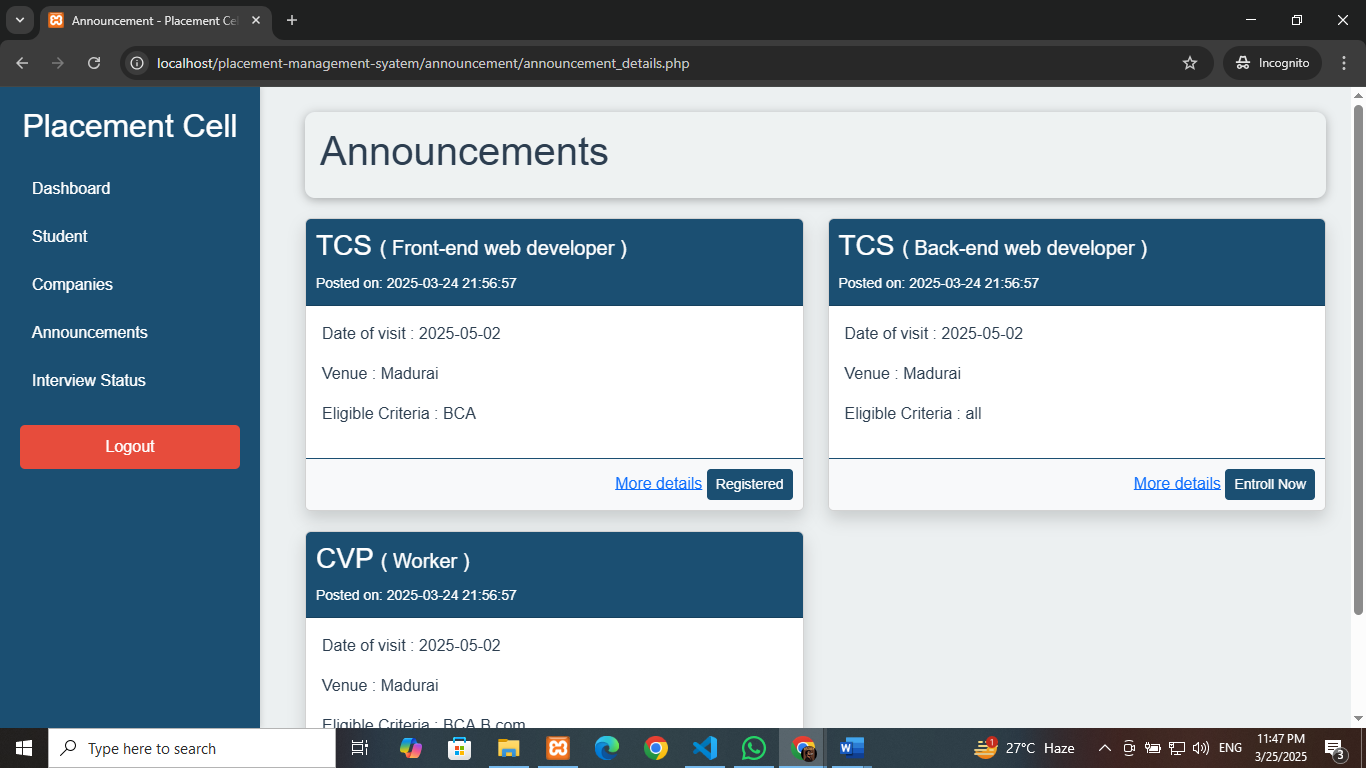 Announcement - Placement Ce
localhost/placement-management-syatem/announcement/announcement_details.php
Incognito
Placement Cell
Dashboard
Student
Companies
Announcements
Interview Status
Logout
Announcements
TCS ( Front-end web developer )
Posted on: 2025-03-24 21:56:57
Date of visit : 2025-05-02
Venue : Madurai
Eligible Criteria : BCA
More details Registered
TCS ( Back-end web developer )
Posted on: 2025-03-24 21:56:57
Date of visit : 2025-05-02
Venue : Madurai
Eligible Criteria : all
More details Entroll Now
CVP ( Worker )
Posted on: 2025-03-24 21:56:57
Date of visit : 2025-05-02
Venue : Madurai
Eligible Criteria : BCA,B.com
Type here to search
1
27°C Haze
ENG
11:47 PM
3/25/2025
3